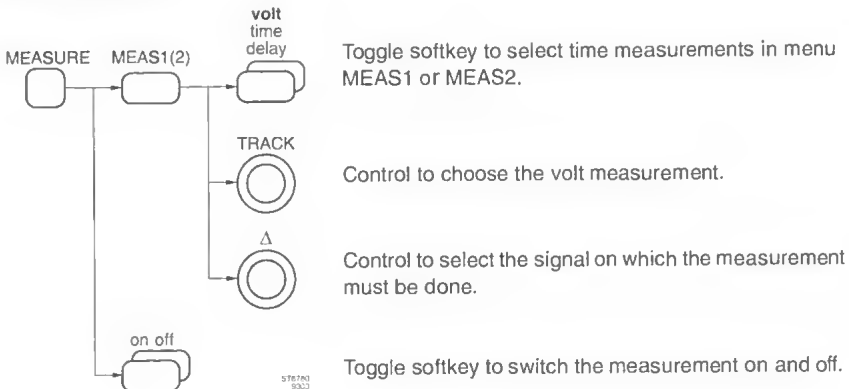 volt
time
delay
MEASURE MEAS1(2)
Toggle softkey to select time measurements in menu
MEAS1 or MEAS2.
TRACK
Control to choose the volt measurement.
Δ
Control to select the signal on which the measurement
must be done.
on off
Toggle softkey to switch the measurement on and off.